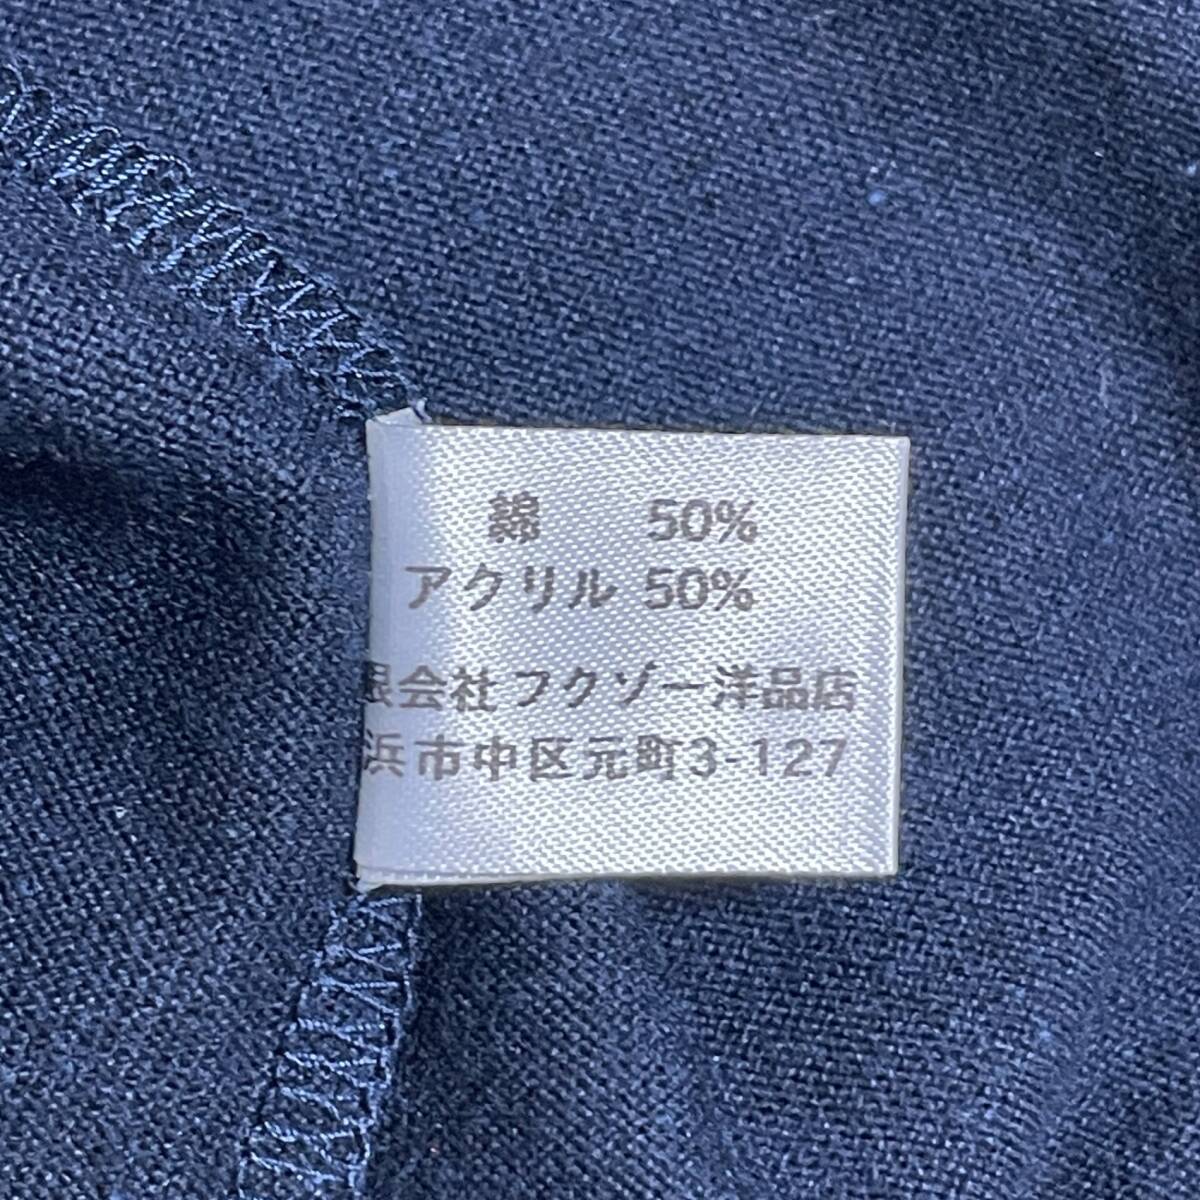 綿 50%
アクリル 50%
限会社フクゾー洋品店
浜市中区元町3-127